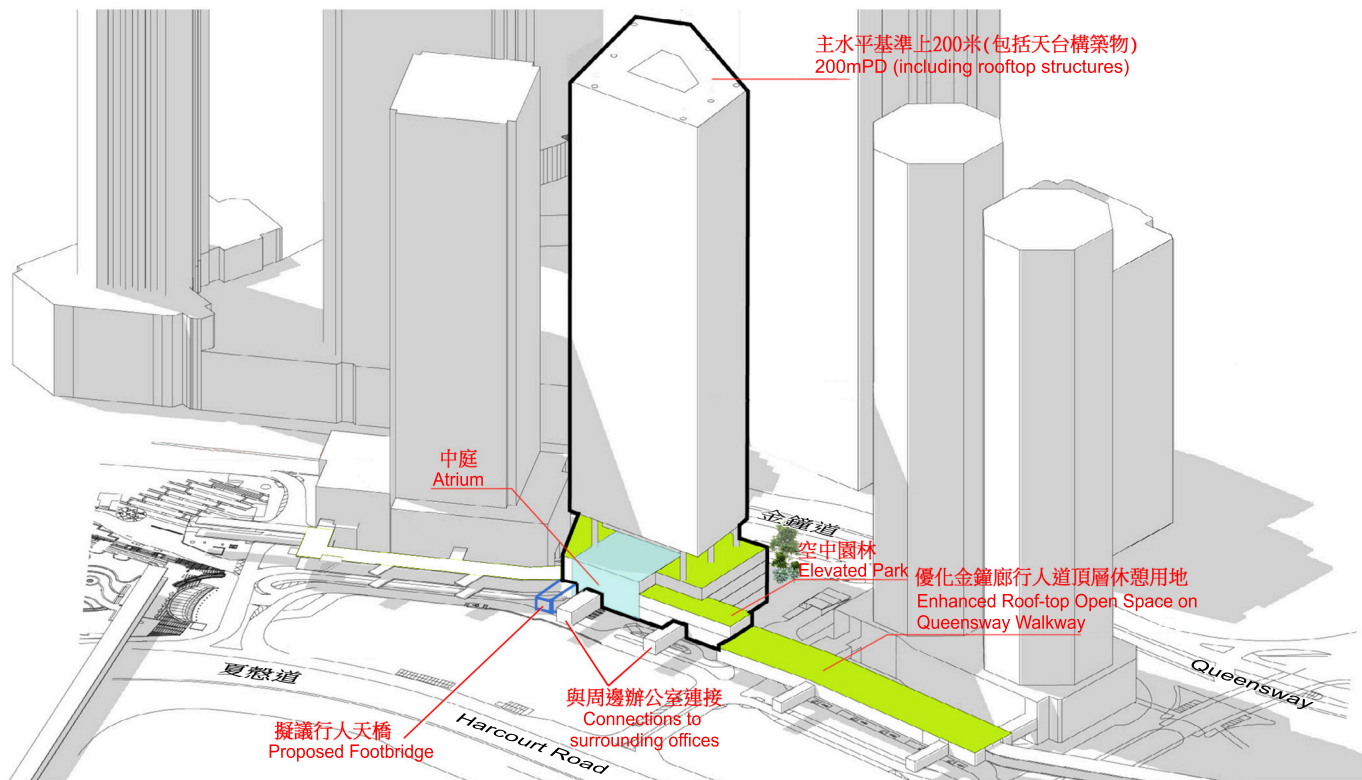 主水平基準上200米(包括天台構築物)
200mPD (including rooftop structures)
中庭
Atrium
金鐘道
空中園林
Elevated Park
優化金鐘廊行人道頂層休憩用地
Enhanced Roof-top Open Space on
Queensway Walkway
Queensway
夏慤道
Harcourt Road
與周邊辦公室連接
Connections to
surrounding offices
擬議行人天橋
Proposed Footbridge